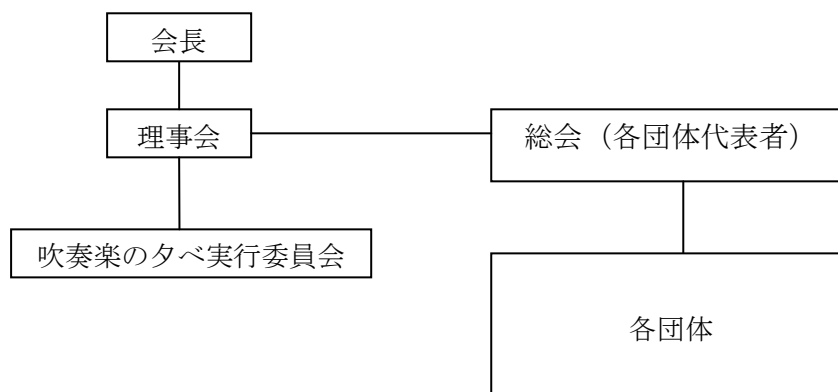 会長
理事会
総会（各団体代表者）
吹奏楽の夕べ実行委員会
各団体